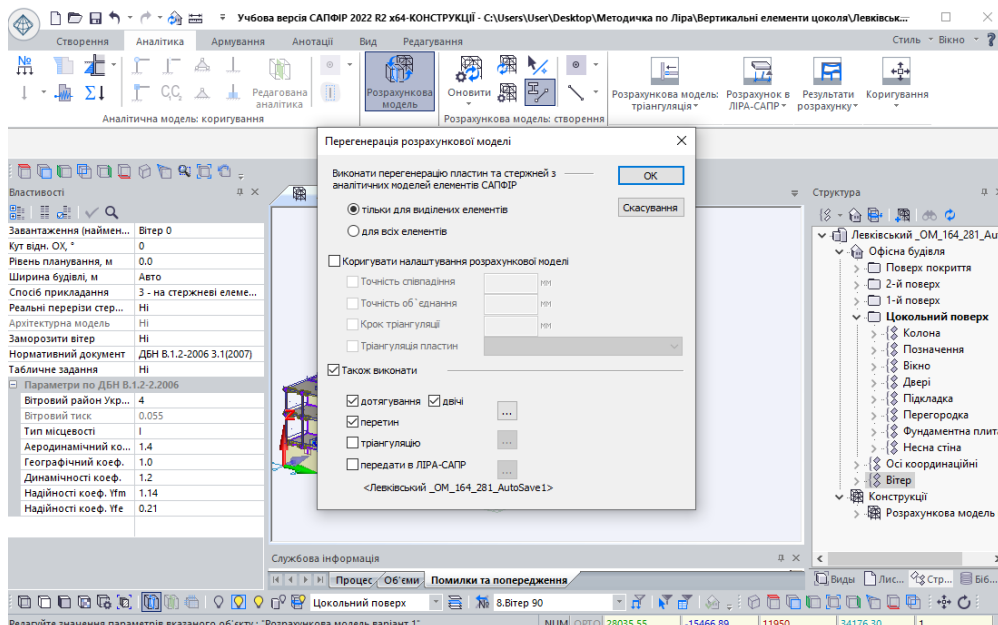 Учбова версія САПФІР 2022 R2 x64-КОНСТРУКЦІЇ - C:\Users\User\Desktop\Методичка по Ліра\Вертикальні елементи цоколя\Левківськ...
Створення Аналітика Армування Анотації Вид Редагування Стиль Вікно
№
Редагована аналітика
Розрахункова модель
Оновити
Розрахункова модель: тріангуляція
Розрахунок в ЛІРА-САПР
Результати розрахунку
Коригування
Аналітична модель: коригування
Розрахункова модель: створення
Властивості
Завантаження (наймен... Вітер 0
Кут відн. OX, ° 0
Рівень планування, м 0.0
Ширина будівлі, м Авто
Спосіб прикладання 3 - на стержневі елеме...
Реальні перерізи стер... Ні
Архітектурна модель Ні
Заморозити вітер Ні
Нормативний документ ДБН В.1.2-2006 3.1(2007)
Табличне задання Ні
Параметри по ДБН В.1.2-2.2006
Вітровий район Укр... 4
Вітровий тиск 0.055
Тип місцевості I
Аеродинамічний ко... 1.4
Географічний коеф. 1.0
Динамічності коеф. 1.2
Надійності коеф. Yfm 1.14
Надійності коеф. Yfe 0.21
Перегенерація розрахункової моделі
Виконати перегенерацію пластин та стержней з
аналітичних моделей елементів САПФІР
OK
Скасування
тільки для виділених елементів
для всіх елементів
Коригувати налаштування розрахункової моделі
Точність співпадіння мм
Точність об`єднання мм
Крок тріангуляції мм
Тріангуляція пластин
Також виконати
дотягування двічі ...
перетин
тріангуляцію ...
передати в ЛІРА-САПР ...
<Левківський _ОМ_164_281_AutoSave1>
Структура
Левківський _ОМ_164_281_Au
Офісна будівля
Поверх покриття
2-й поверх
1-й поверх
Цокольний поверх
Колона
Позначення
Вікно
Двері
Підкладка
Перегородка
Фундаментна плит
Несна стіна
Осі координаційні
Вітер
Конструкції
Розрахункова модель
Службова інформація
Процес Об'єми Помилки та попередження
Виды Лис... Стр... Біб...
Цокольний поверх 8.Вітер 90
Редагуйте значення параметрів вказаного об'єкту : "Розрахункова модель варіант 1" NUM ОРТО 28035.55 -15466.89 11950 34176.30 1